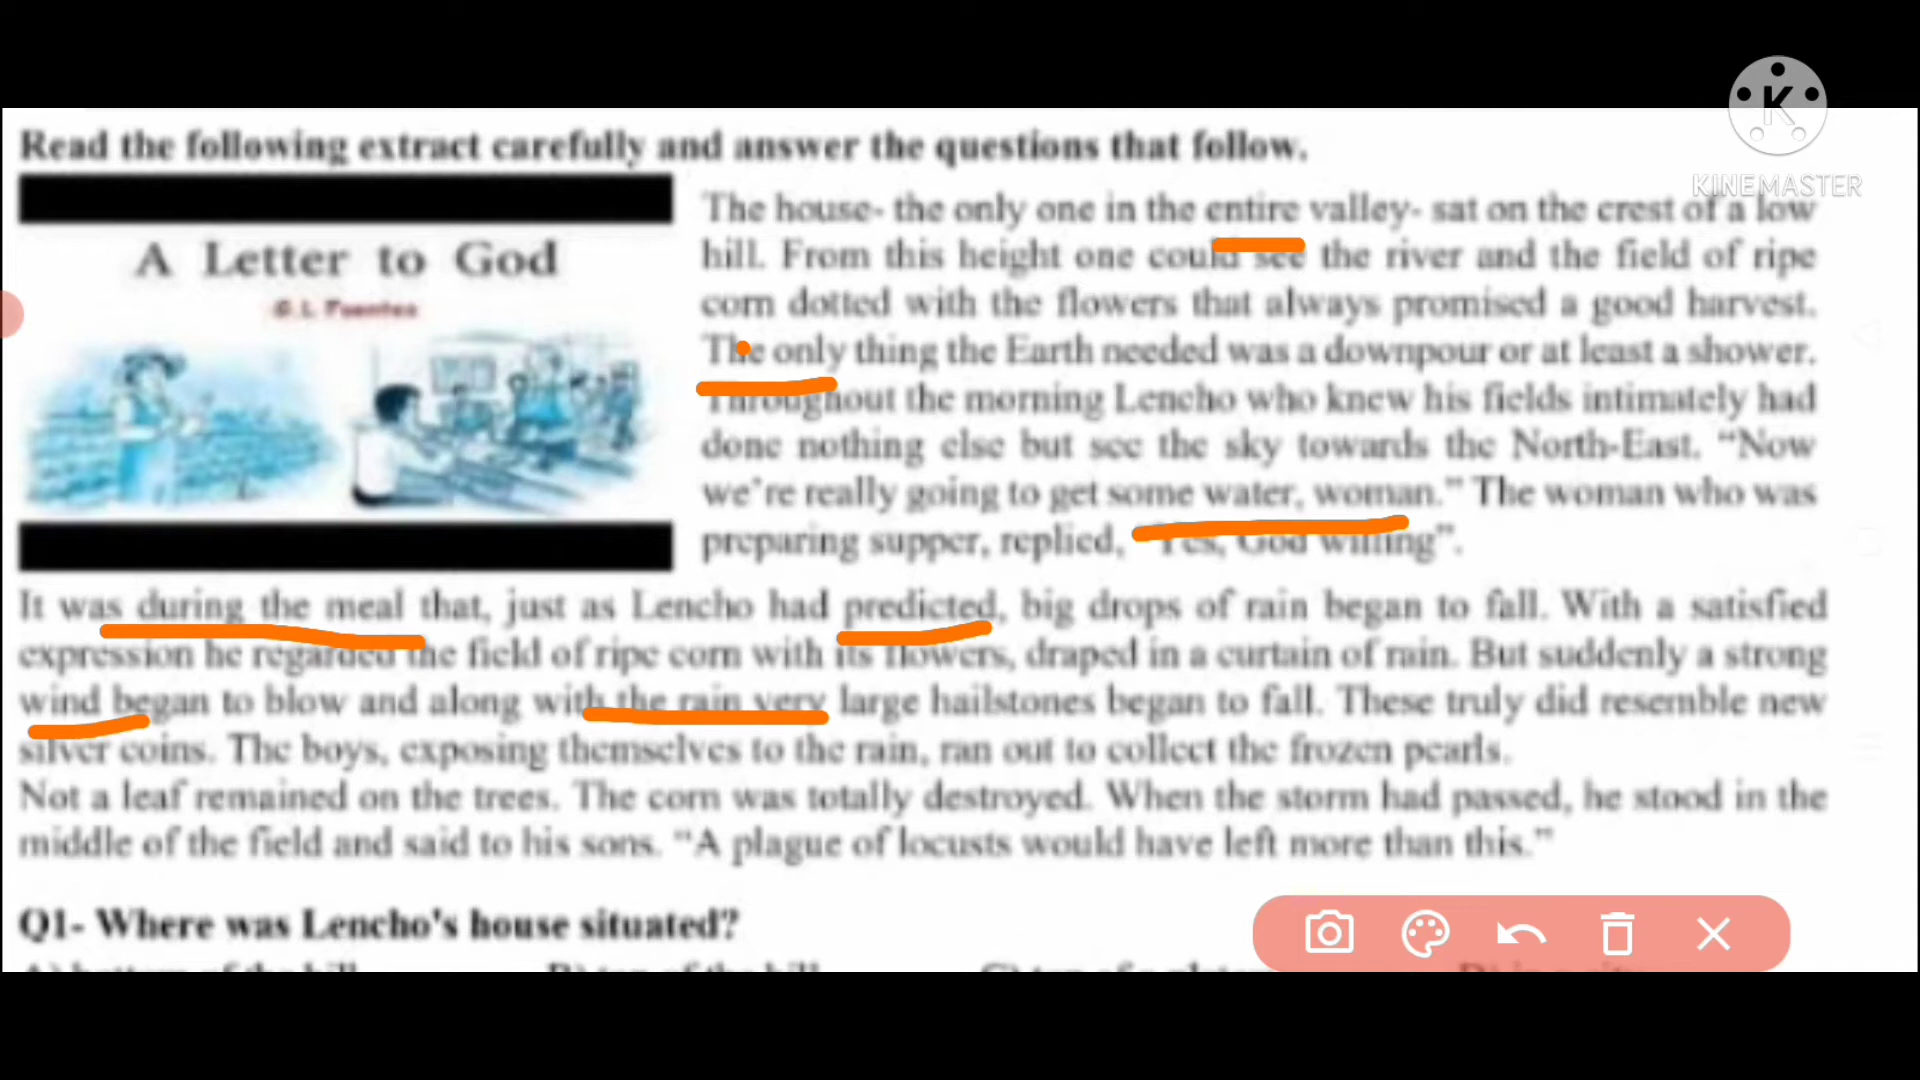 KINEMASTER
Read the following extract carefully and answer the questions that follow.
A Letter to God
G.L. Fuentes
The house- the only one in the entire valley- sat on the crest of a low
hill. From this height one could see the river and the field of ripe
corn dotted with the flowers that always promised a good harvest.
The only thing the Earth needed was a downpour or at least a shower.
Throughout the morning Lencho who knew his fields intimately had
done nothing else but see the sky towards the North-East. “Now
we’re really going to get some water, woman.” The woman who was
preparing supper, replied, “Yes, God willing”.
It was during the meal that, just as Lencho had predicted, big drops of rain began to fall. With a satisfied
expression he regarded the field of ripe corn with its flowers, draped in a curtain of rain. But suddenly a strong
wind began to blow and along with the rain very large hailstones began to fall. These truly did resemble new
silver coins. The boys, exposing themselves to the rain, ran out to collect the frozen pearls.
Not a leaf remained on the trees. The corn was totally destroyed. When the storm had passed, he stood in the
middle of the field and said to his sons. “A plague of locusts would have left more than this.”
Q1- Where was Lencho's house situated?
A) bottom of the hill B) top of the hill